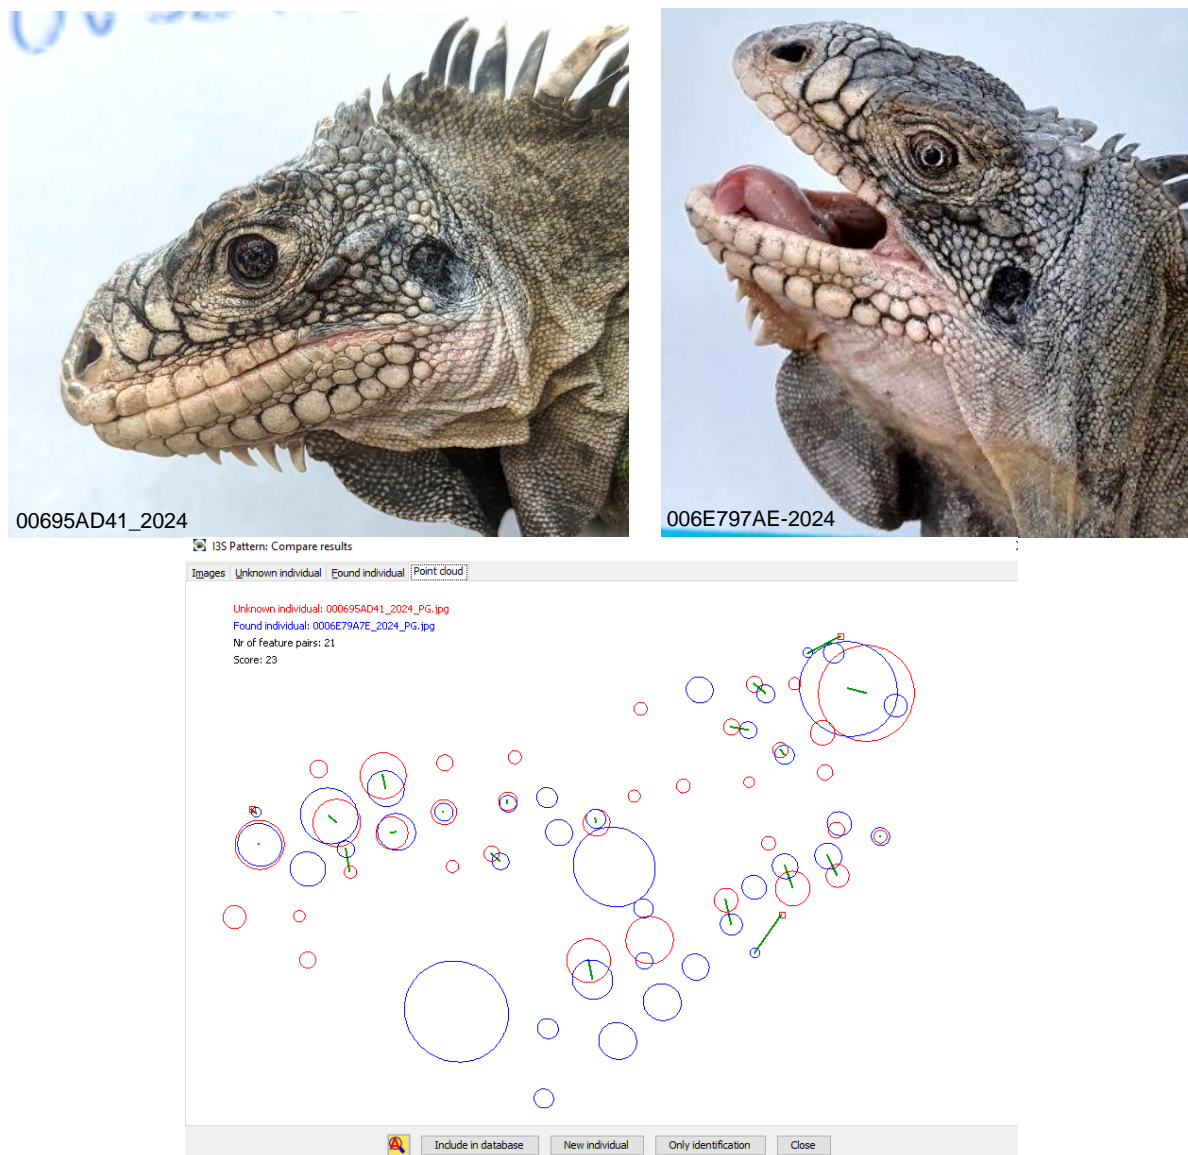 00695AD41_2024
006E797AE-2024
I3S Pattern: Compare results
Images Unknown individual Found individual Point cloud
Unknown individual: 000695AD41_2024_PG.jpg
Found individual: 0006E79A7E_2024_PG.jpg
Nr of feature pairs: 21
Score: 23
Include in database New individual Only identification Close